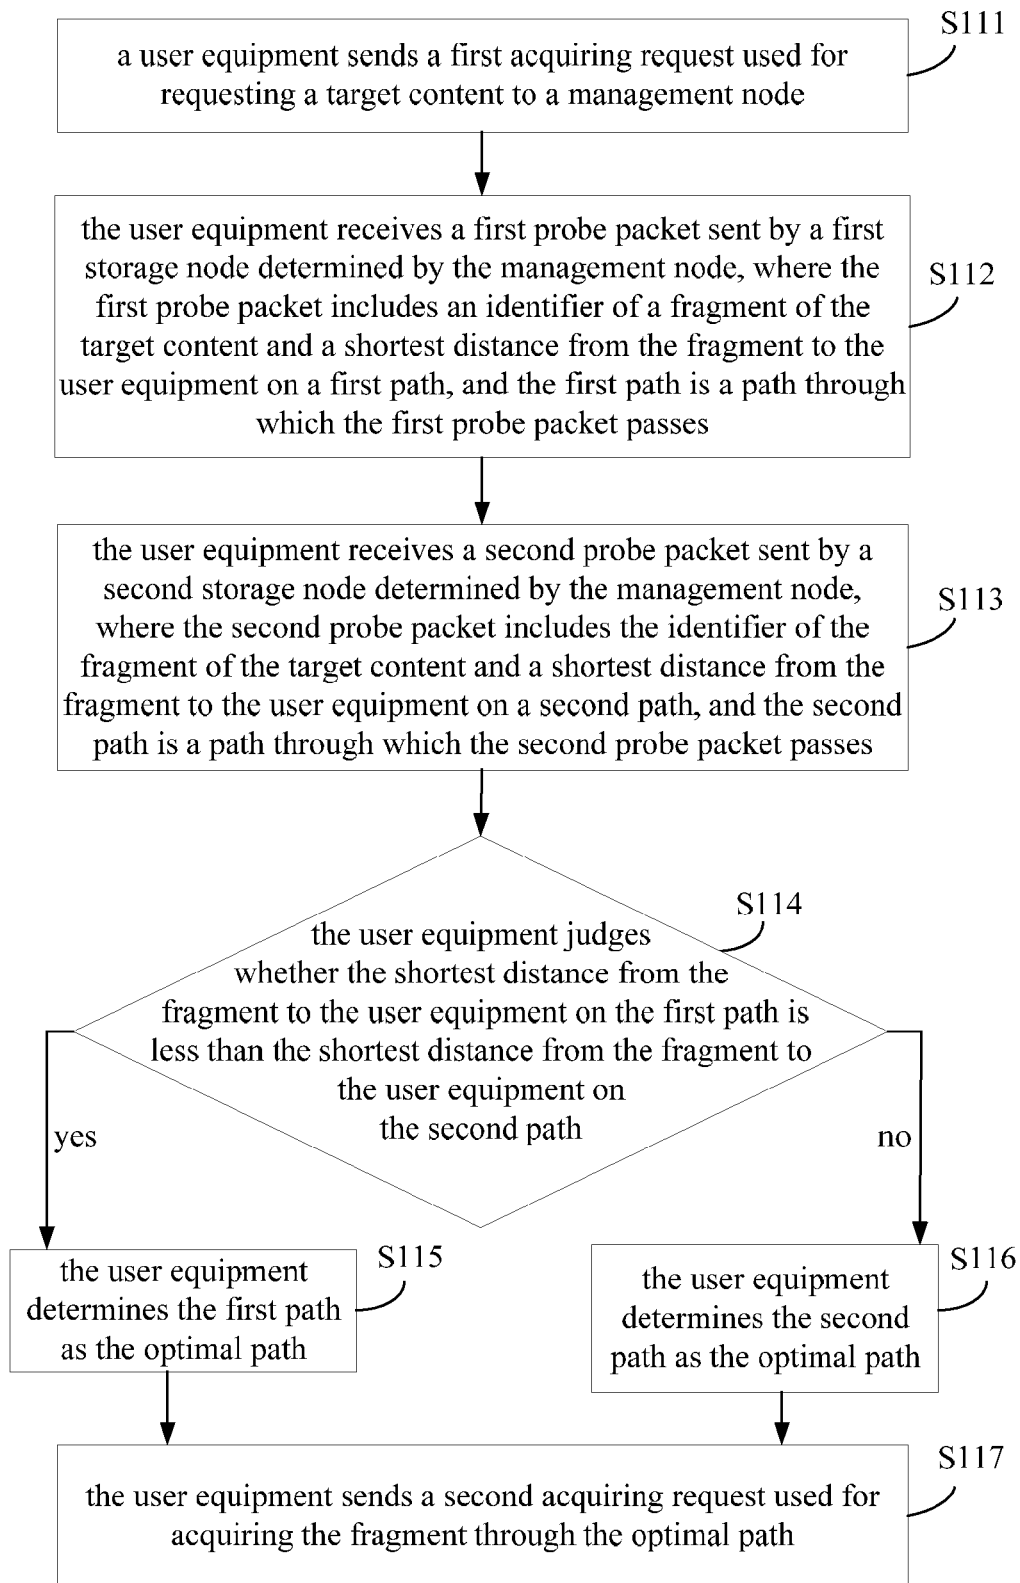 S111
a user equipment sends a first acquiring request used for
requesting a target content to a management node
the user equipment receives a first probe packet sent by a first
storage node determined by the management node, where the
first probe packet includes an identifier of a fragment of the
target content and a shortest distance from the fragment to the
user equipment on a first path, and the first path is a path through
which the first probe packet passes
S112
the user equipment receives a second probe packet sent by a
second storage node determined by the management node,
where the second probe packet includes the identifier of the
fragment of the target content and a shortest distance from the
fragment to the user equipment on a second path, and the second
path is a path through which the second probe packet passes
S113
S114
the user equipment judges
whether the shortest distance from the
fragment to the user equipment on the first path is
less than the shortest distance from the fragment to
the user equipment on
the second path
yes
no
the user equipment
determines the first path
as the optimal path
S115
the user equipment
determines the second
path as the optimal path
S116
S117
the user equipment sends a second acquiring request used for
acquiring the fragment through the optimal path